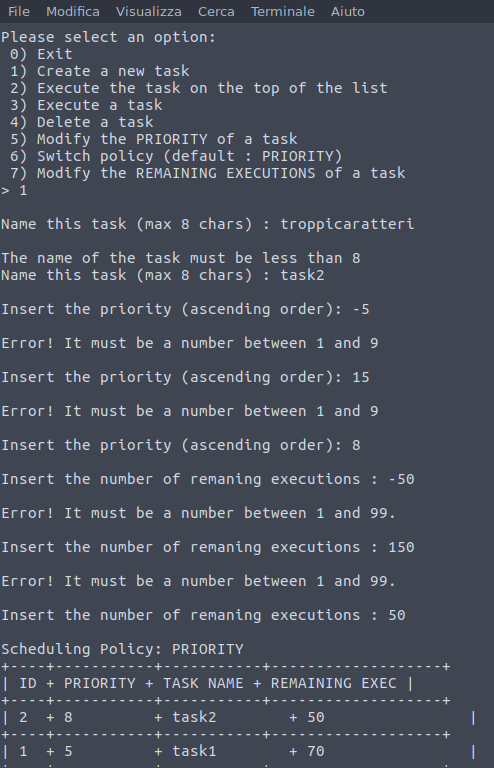 File Modifica Visualizza Cerca Terminale Aiuto
Please select an option:
0) Exit
1) Create a new task
2) Execute the task on the top of the list
3) Execute a task
4) Delete a task
5) Modify the PRIORITY of a task
6) Switch policy (default : PRIORITY)
7) Modify the REMAINING EXECUTIONS of a task
> 1
Name this task (max 8 chars) : troppicaratteri
The name of the task must be less than 8
Name this task (max 8 chars) : task2
Insert the priority (ascending order): -5
Error! It must be a number between 1 and 9
Insert the priority (ascending order): 15
Error! It must be a number between 1 and 9
Insert the priority (ascending order): 8
Insert the number of remaning executions : -50
Error! It must be a number between 1 and 99.
Insert the number of remaning executions : 150
Error! It must be a number between 1 and 99.
Insert the number of remaning executions : 50
Scheduling Policy: PRIORITY
+----+-----------+-----------+-------------------+
| ID + PRIORITY + TASK NAME + REMAINING EXEC |
+----+-----------+-----------+-------------------+
| 2 + 8 + task2 + 50 |
+----+-----------+-----------+-------------------+
| 1 + 5 + task1 + 70 |